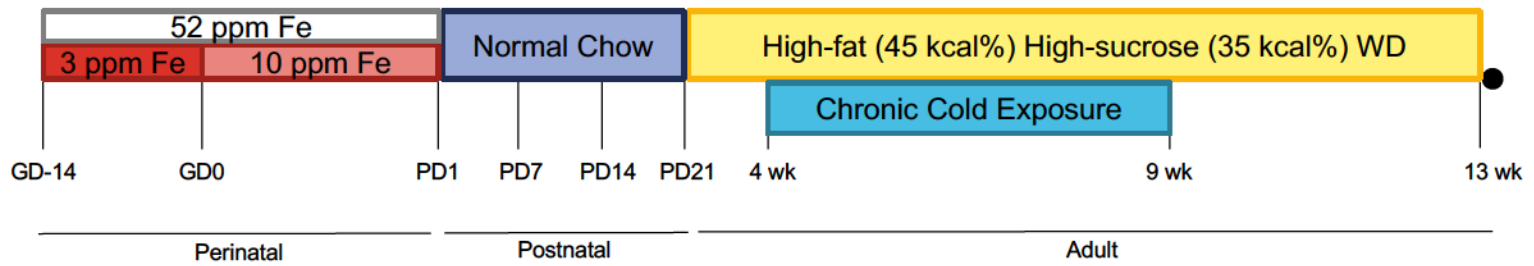 52 ppm Fe
3 ppm Fe 10 ppm Fe
Normal Chow
High-fat (45 kcal%) High-sucrose (35 kcal%) WD
Chronic Cold Exposure
GD-14 GD0 PD1 PD7 PD14 PD21 4 wk 9 wk 13 wk
Perinatal Postnatal Adult